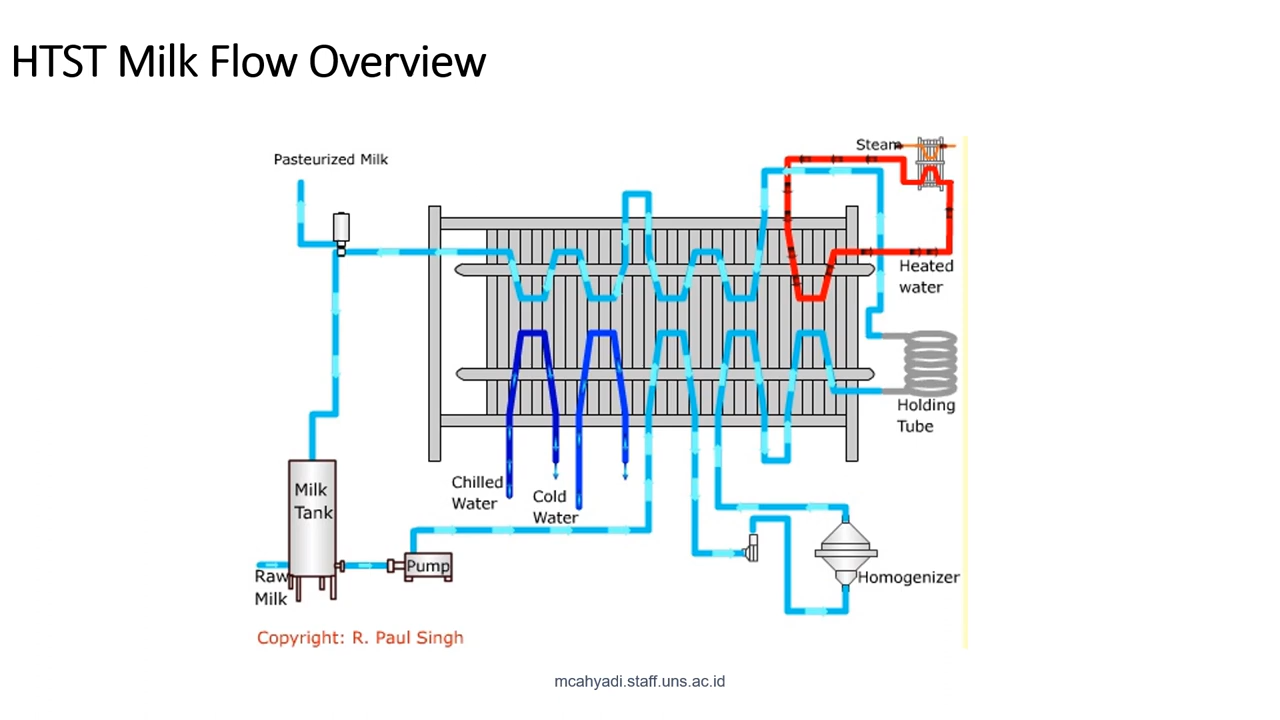 HTST Milk Flow Overview
Pasteurized Milk
Steam
Heated
water
Holding
Tube
Chilled
Water
Cold
Water
Milk
Tank
Pump
Raw
Milk
Homogenizer
Copyright: R. Paul Singh
mcahyadi.staff.uns.ac.id